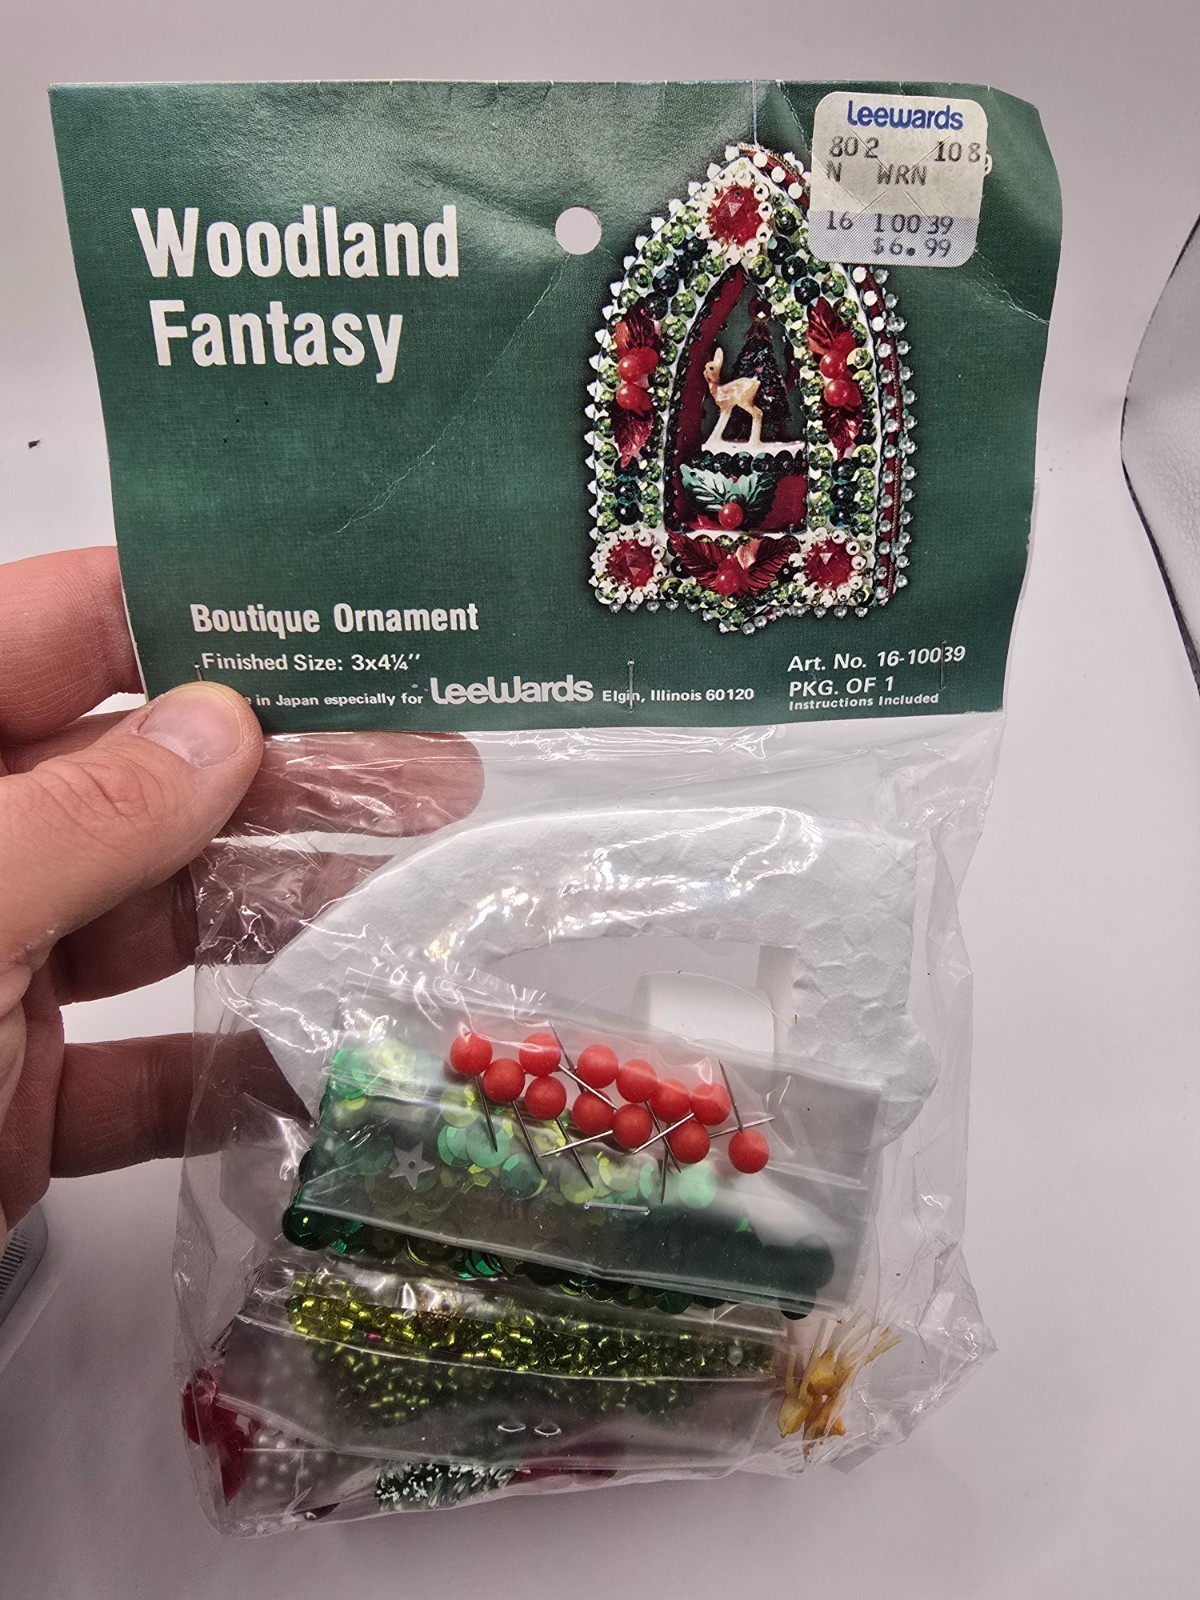 Leewards
802 108
N WRN
16 10039
$6.99
Woodland
Fantasy
Boutique Ornament
Finished Size: 3x4¼"
in Japan especially for LeeWards Elgin, Illinois 60120
Art. No. 16-10039
PKG. OF 1
Instructions Included